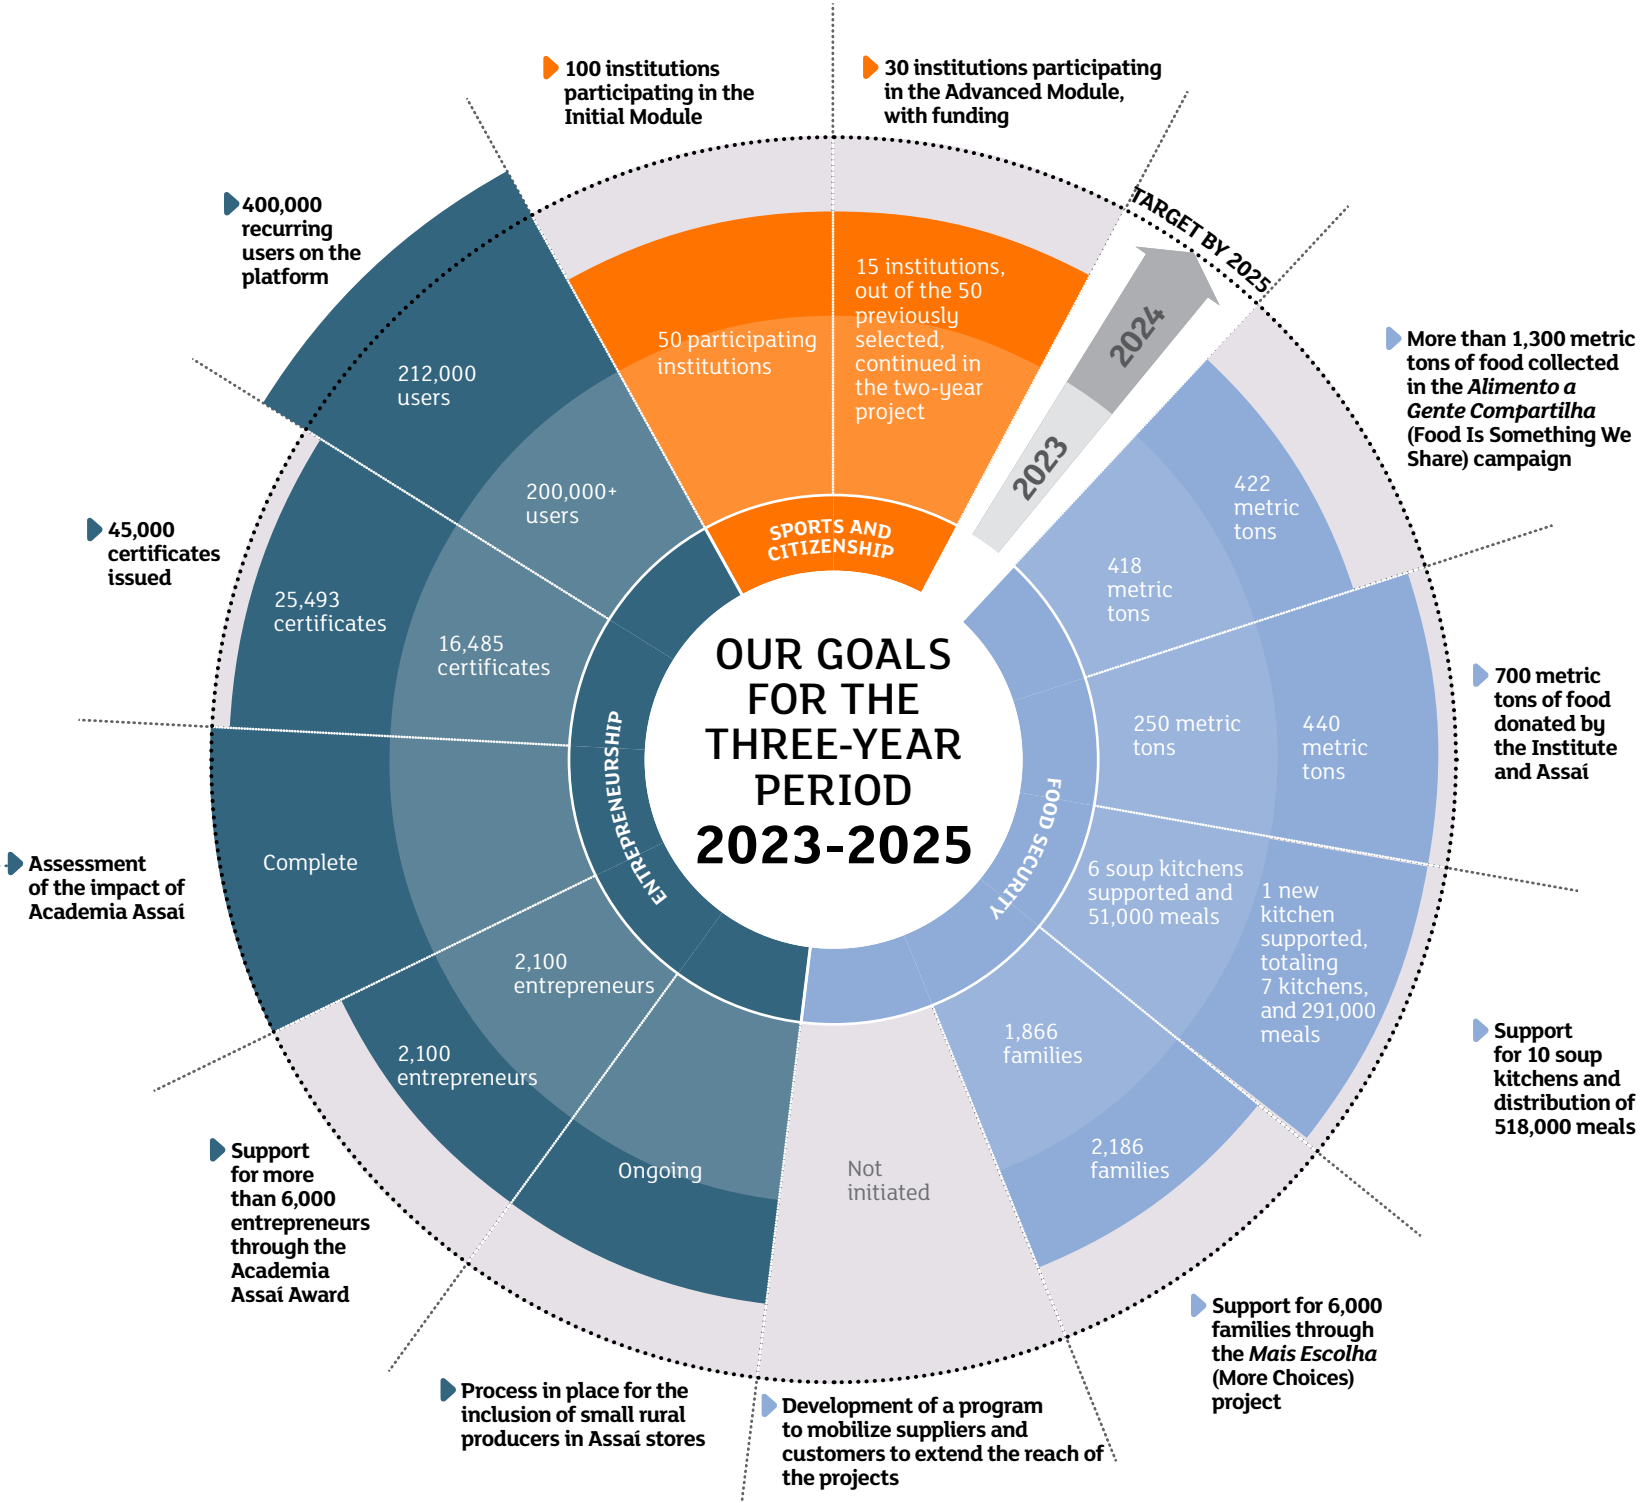 OUR GOALS
FOR THE
THREE-YEAR
PERIOD
2023-2025
TARGET BY 2025
2024
2023
SPORTS AND
CITIZENSHIP
100 institutions
participating in the
Initial Module
50 participating
institutions
30 institutions participating
in the Advanced Module,
with funding
15 institutions,
out of the 50
previously
selected,
continued in
the two-year
project
FOOD SECURITY
More than 1,300 metric
tons of food collected
in the Alimento a
Gente Compartilha
(Food Is Something We
Share) campaign
422
metric
tons
418
metric
tons
700 metric
tons of food
donated by
the Institute
and Assaí
250 metric
tons
440
metric
tons
Support
for 10 soup
kitchens and
distribution of
518,000 meals
6 soup kitchens
supported and
51,000 meals
1 new
kitchen
supported,
totaling
7 kitchens,
and 291,000
meals
Support for 6,000
families through
the Mais Escolha
(More Choices)
project
1,866
families
2,186
families
Development of a program
to mobilize suppliers and
customers to extend the reach of
the projects
Not
initiated
ENTREPRENEURSHIP
Process in place for the
inclusion of small rural
producers in Assaí stores
Ongoing
Support
for more
than 6,000
entrepreneurs
through the
Academia
Assaí Award
2,100
entrepreneurs
2,100
entrepreneurs
Assessment
of the impact of
Academia Assaí
Complete
45,000
certificates
issued
25,493
certificates
16,485
certificates
400,000
recurring
users on the
platform
212,000
users
200,000+
users